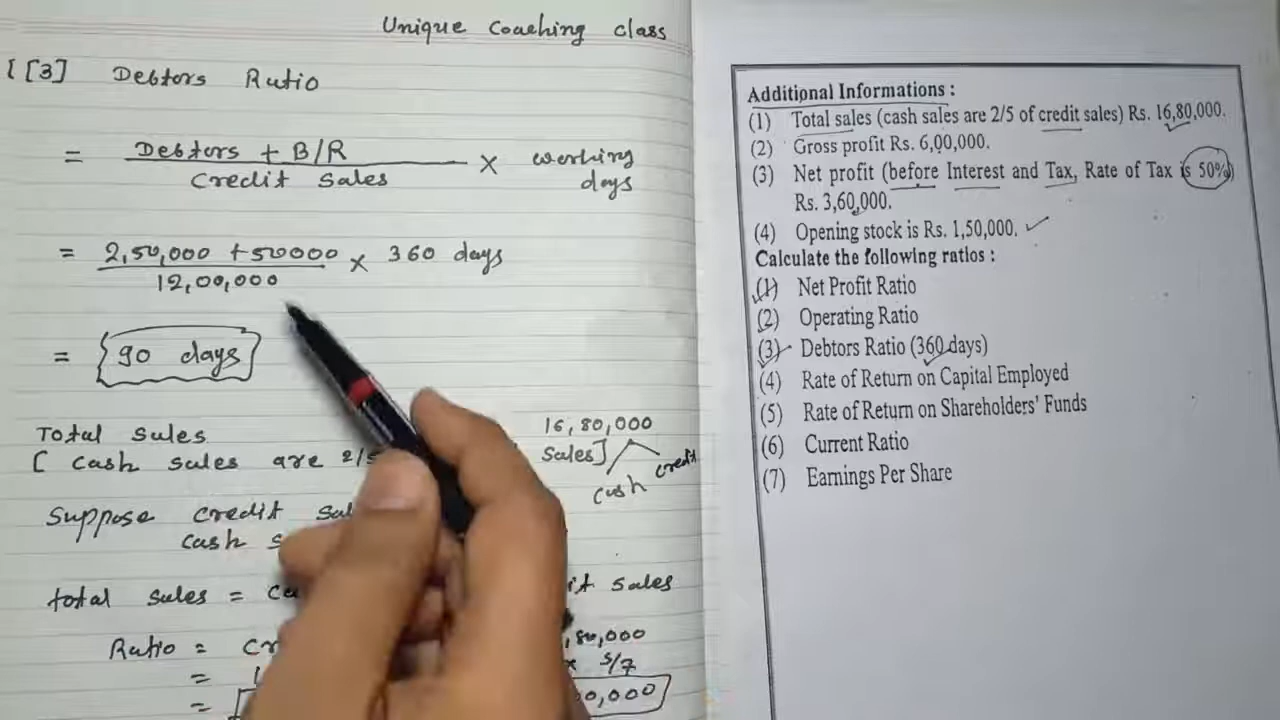 Unique Coaching Class
[[3] Debtors Ratio
= Debtors + B/R / Credit Sales × working days
= 2,50,000 + 50000 / 12,00,000 × 360 days
= {90 days}
Total Sales 16,80,000
[ Cash sales are 2/5 Sales]
cash credit
Suppose credit
cash
total sales = sales
Ratio =
= 5/7
=
Additional Informations :
(1) Total sales (cash sales are 2/5 of credit sales) Rs. 16,80,000.
(2) Gross profit Rs. 6,00,000.
(3) Net profit (before Interest and Tax, Rate of Tax is 50%)
Rs. 3,60,000.
(4) Opening stock is Rs. 1,50,000.
Calculate the following ratios :
(1) Net Profit Ratio
(2) Operating Ratio
(3) Debtors Ratio (360 days)
(4) Rate of Return on Capital Employed
(5) Rate of Return on Shareholders' Funds
(6) Current Ratio
(7) Earnings Per Share